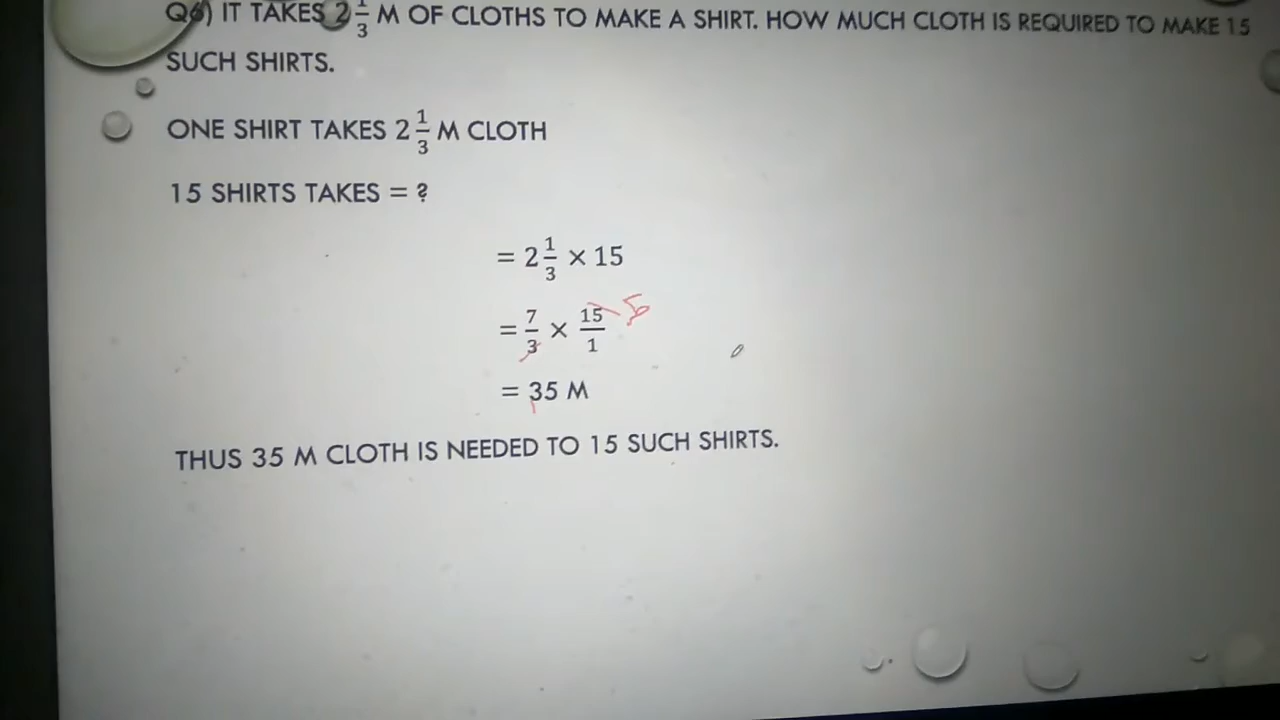 Q6) IT TAKES 2 1/3 M OF CLOTHS TO MAKE A SHIRT. HOW MUCH CLOTH IS REQUIRED TO MAKE 15
SUCH SHIRTS.
ONE SHIRT TAKES 2 1/3 M CLOTH
15 SHIRTS TAKES = ?
= 2 1/3 × 15
= 7/3 × 15/1 5
= 35 M
THUS 35 M CLOTH IS NEEDED TO 15 SUCH SHIRTS.